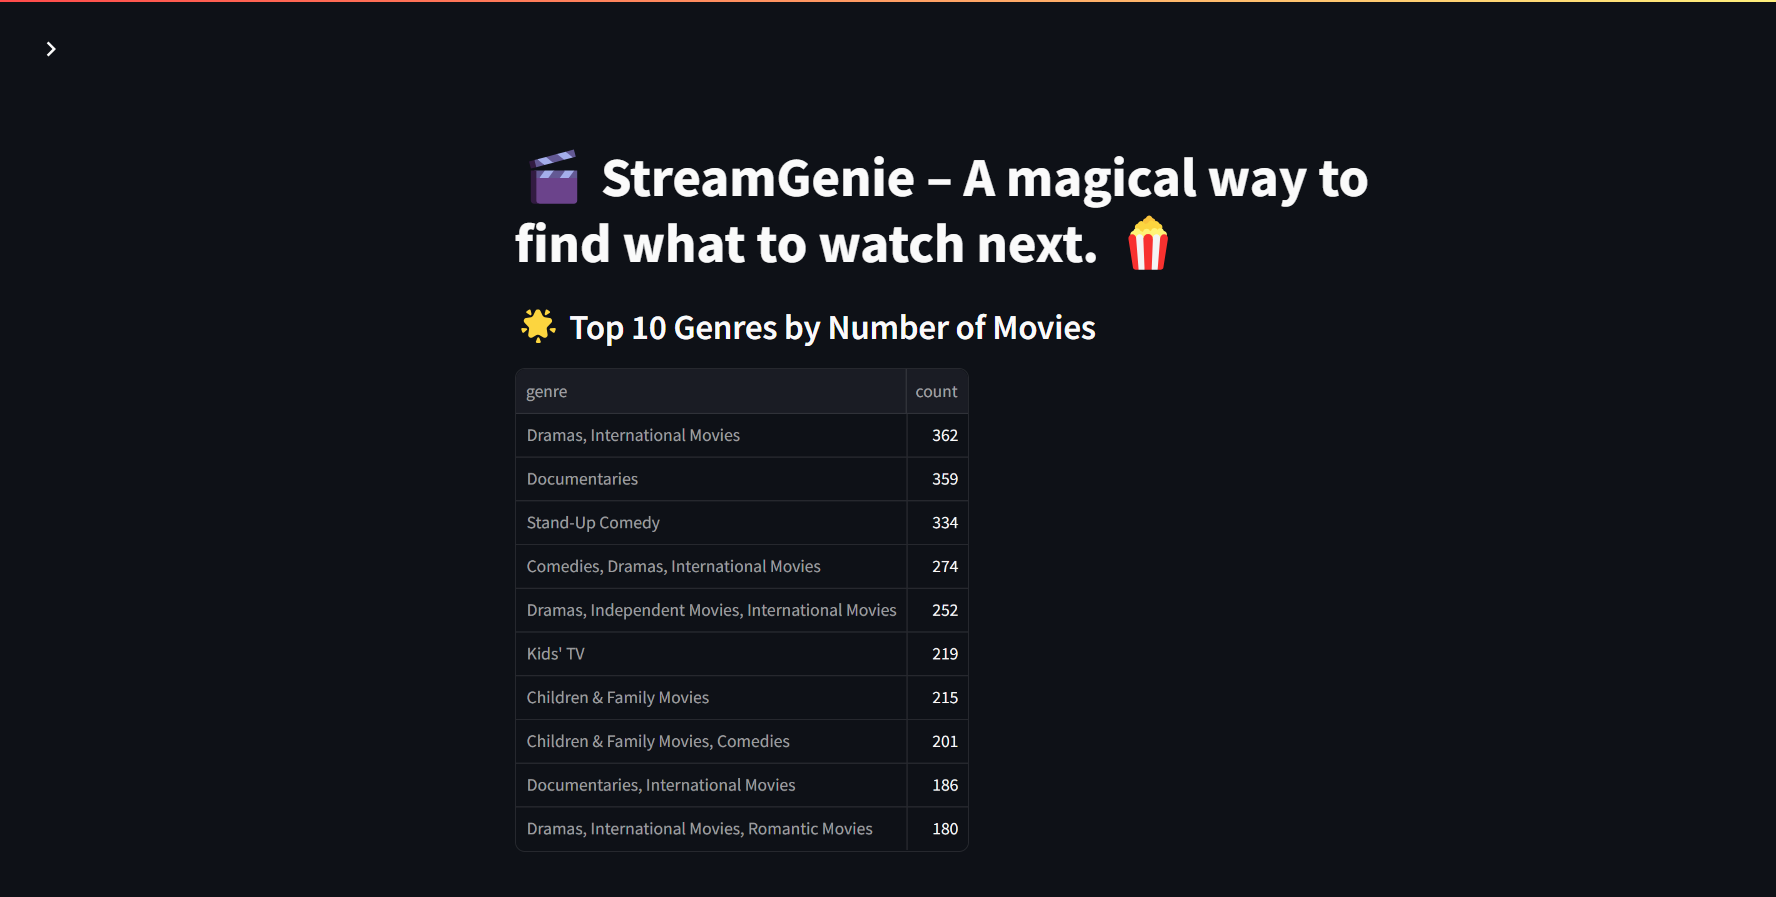 StreamGenie – A magical way to
find what to watch next.
Top 10 Genres by Number of Movies
genre count
Dramas, International Movies 362
Documentaries 359
Stand-Up Comedy 334
Comedies, Dramas, International Movies 274
Dramas, Independent Movies, International Movies 252
Kids' TV 219
Children & Family Movies 215
Children & Family Movies, Comedies 201
Documentaries, International Movies 186
Dramas, International Movies, Romantic Movies 180